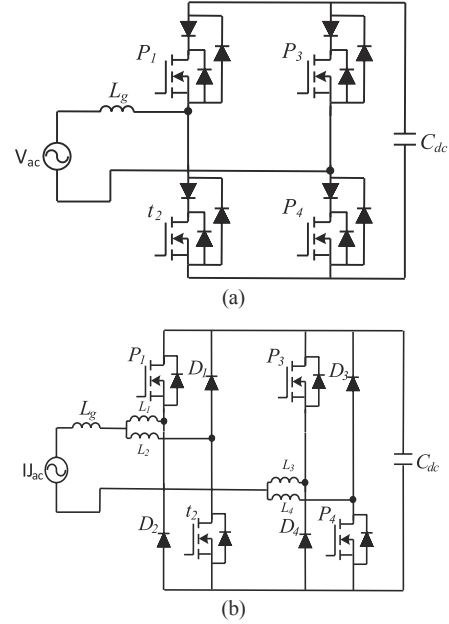 P1
P3
Lg
Vac
Cdc
t2
P4
(a)
P1
D1
P3
D3
Lg
L1
L2
IJac
L3
L4
Cdc
D2
t2
D4
P4
(b)